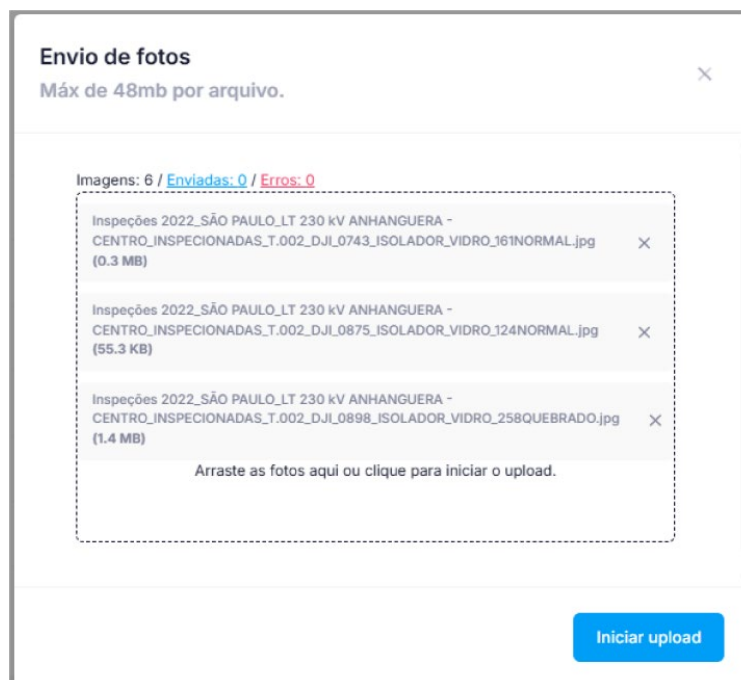 Envio de fotos
Máx de 48mb por arquivo.
Imagens: 6 / Enviadas: 0 / Erros: 0
Inspeções 2022_SÃO PAULO_LT 230 kV ANHANGUERA -
CENTRO_INSPECIONADAS_T.002_DJI_0743_ISOLADOR_VIDRO_161NORMAL.jpg
(0.3 MB)
Inspeções 2022_SÃO PAULO_LT 230 kV ANHANGUERA -
CENTRO_INSPECIONADAS_T.002_DJI_0875_ISOLADOR_VIDRO_124NORMAL.jpg
(55.3 KB)
Inspeções 2022_SÃO PAULO_LT 230 kV ANHANGUERA -
CENTRO_INSPECIONADAS_T.002_DJI_0898_ISOLADOR_VIDRO_258QUEBRADO.jpg
(1.4 MB)
Arraste as fotos aqui ou clique para iniciar o upload.
Iniciar upload